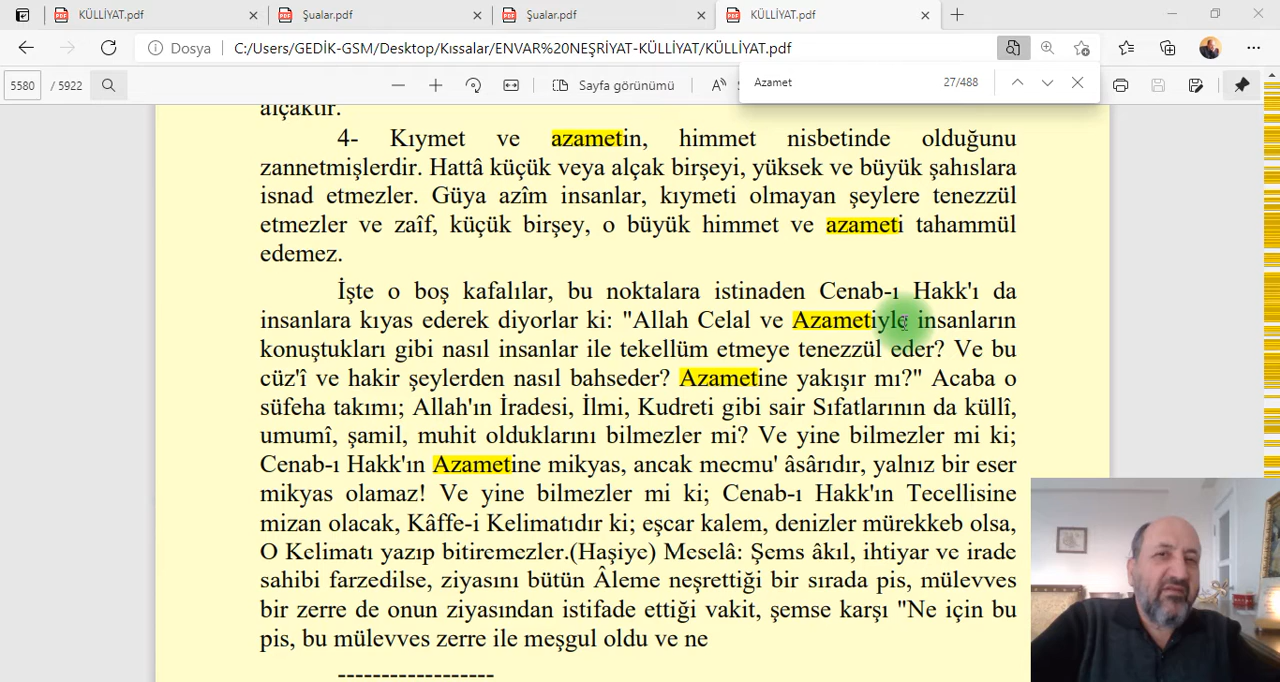 KÜLLİYAT.pdf
Şualar.pdf
Şualar.pdf
KÜLLİYAT.pdf
Dosya C:/Users/GEDİK-GSM/Desktop/Kıssalar/ENVAR%20NEŞRİYAT-KÜLLİYAT/KÜLLİYAT.pdf
5580 / 5922
Sayfa görünümü
Azamet 27/488
alçaktır.
4- Kıymet ve azametin, himmet nisbetinde olduğunu
zannetmişlerdir. Hattâ küçük veya alçak birşeyi, yüksek ve büyük şahıslara
isnad etmezler. Güya azîm insanlar, kıymeti olmayan şeylere tenezzül
etmezler ve zaîf, küçük birşey, o büyük himmet ve azameti tahammül
edemez.
İşte o boş kafalılar, bu noktalara istinaden Cenab-ı Hakk'ı da
insanlara kıyas ederek diyorlar ki: "Allah Celal ve Azametiyle insanların
konuştukları gibi nasıl insanlar ile tekellüm etmeye tenezzül eder? Ve bu
cüz'î ve hakir şeylerden nasıl bahseder? Azametine yakışır mı?" Acaba o
süfeha takımı; Allah'ın İradesi, İlmi, Kudreti gibi sair Sıfatlarının da küllî,
umumî, şamil, muhit olduklarını bilmezler mi? Ve yine bilmezler mi ki;
Cenab-ı Hakk'ın Azametine mikyas, ancak mecmu' âsârıdır, yalnız bir eser
mikyas olamaz! Ve yine bilmezler mi ki; Cenab-ı Hakk'ın Tecellisine
mizan olacak, Kâffe-i Kelimatıdır ki; eşcar kalem, denizler mürekkeb olsa,
O Kelimatı yazıp bitiremezler.(Haşiye) Meselâ: Şems âkıl, ihtiyar ve irade
sahibi farzedilse, ziyasını bütün Âleme neşrettiği bir sırada pis, mülevves
bir zerre de onun ziyasından istifade ettiği vakit, şemse karşı "Ne için bu
pis, bu mülevves zerre ile meşgul oldu ve ne
------------------